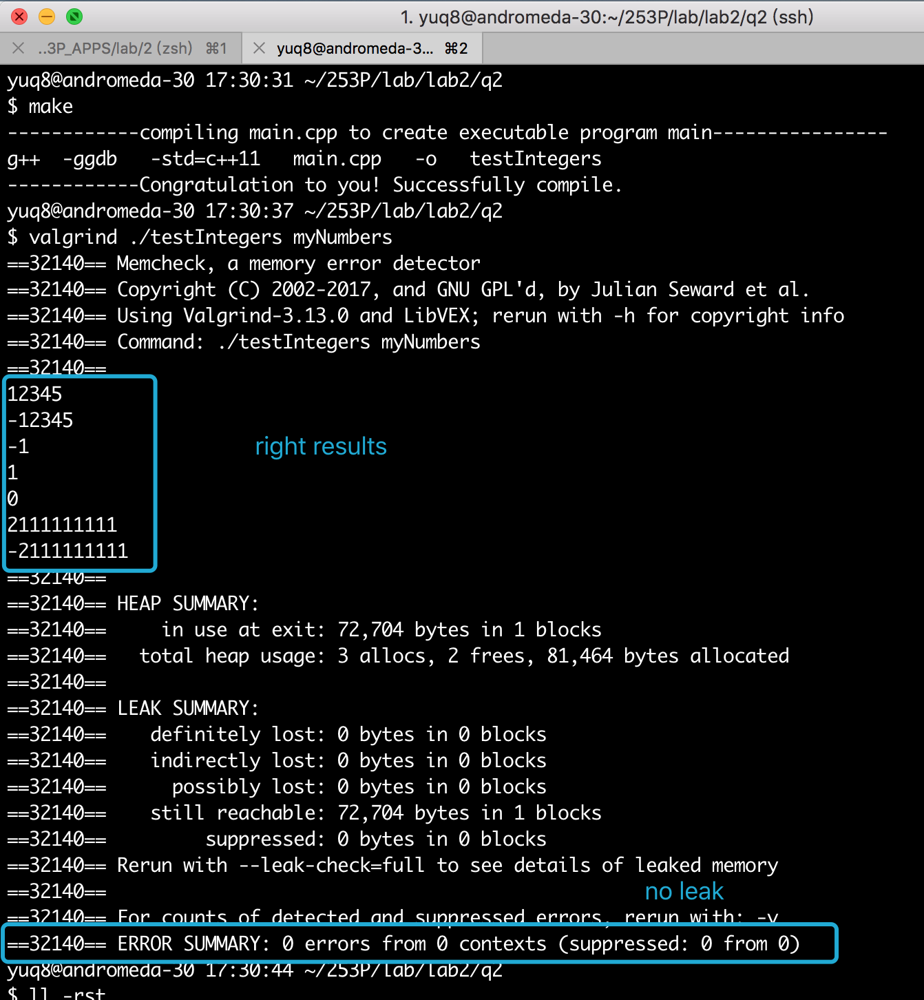 1. yuq8@andromeda-30:~/253P/lab/lab2/q2 (ssh)
..3P_APPS/lab/2 (zsh) ⌘1 yuq8@andromeda-3... ⌘2
yuq8@andromeda-30 17:30:31 ~/253P/lab/lab2/q2
$ make
------------compiling main.cpp to create executable program main----------------
g++  -ggdb   -std=c++11   main.cpp   -o   testIntegers
------------Congratulation to you! Successfully compile.
yuq8@andromeda-30 17:30:37 ~/253P/lab/lab2/q2
$ valgrind ./testIntegers myNumbers
==32140== Memcheck, a memory error detector
==32140== Copyright (C) 2002-2017, and GNU GPL'd, by Julian Seward et al.
==32140== Using Valgrind-3.13.0 and LibVEX; rerun with -h for copyright info
==32140== Command: ./testIntegers myNumbers
==32140==
12345
-12345
-1
right results
1
0
2111111111
-2111111111
==32140==
==32140== HEAP SUMMARY:
==32140==     in use at exit: 72,704 bytes in 1 blocks
==32140==   total heap usage: 3 allocs, 2 frees, 81,464 bytes allocated
==32140==
==32140== LEAK SUMMARY:
==32140==    definitely lost: 0 bytes in 0 blocks
==32140==    indirectly lost: 0 bytes in 0 blocks
==32140==      possibly lost: 0 bytes in 0 blocks
==32140==    still reachable: 72,704 bytes in 1 blocks
==32140==         suppressed: 0 bytes in 0 blocks
==32140== Rerun with --leak-check=full to see details of leaked memory
==32140==
no leak
==32140== For counts of detected and suppressed errors, rerun with: -v
==32140== ERROR SUMMARY: 0 errors from 0 contexts (suppressed: 0 from 0)
yuq8@andromeda-30 17:30:44 ~/253P/lab/lab2/q2
$ ll -rst